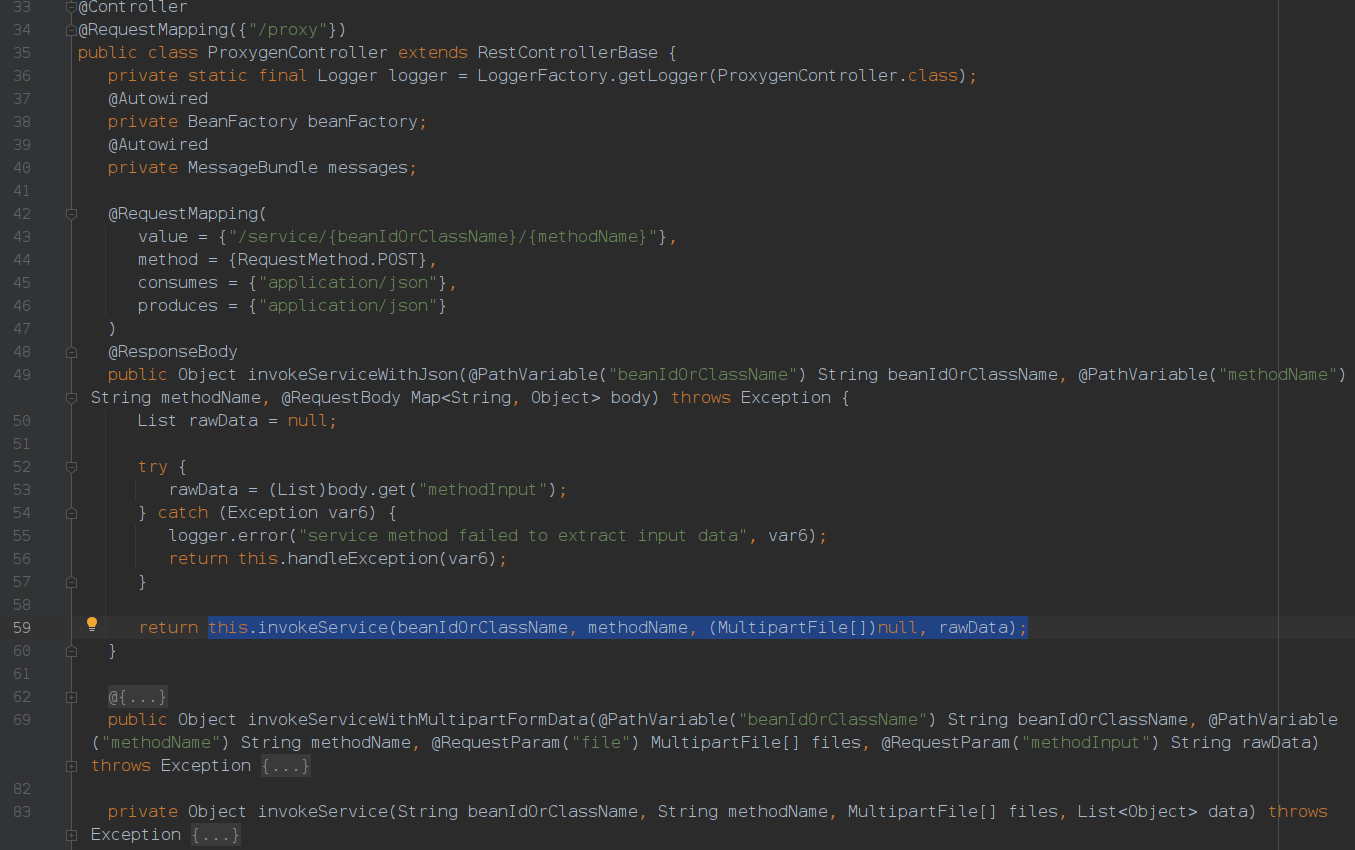 33 @Controller
34 @RequestMapping({"/proxy"})
35 public class ProxygenController extends RestControllerBase {
36 private static final Logger logger = LoggerFactory.getLogger(ProxygenController.class);
37 @Autowired
38 private BeanFactory beanFactory;
39 @Autowired
40 private MessageBundle messages;
41
42 @RequestMapping(
43 value = {"/service/{beanIdOrClassName}/{methodName}"},
44 method = {RequestMethod.POST},
45 consumes = {"application/json"},
46 produces = {"application/json"}
47 )
48 @ResponseBody
49 public Object invokeServiceWithJson(@PathVariable("beanIdOrClassName") String beanIdOrClassName, @PathVariable("methodName")
String methodName, @RequestBody Map<String, Object> body) throws Exception {
50 List rawData = null;
51
52 try {
53 rawData = (List)body.get("methodInput");
54 } catch (Exception var6) {
55 logger.error("service method failed to extract input data", var6);
56 return this.handleException(var6);
57 }
58
59 return this.invokeService(beanIdOrClassName, methodName, (MultipartFile[])null, rawData);
60 }
61
62 @{...}
69 public Object invokeServiceWithMultipartFormData(@PathVariable("beanIdOrClassName") String beanIdOrClassName, @PathVariable
("methodName") String methodName, @RequestParam("file") MultipartFile[] files, @RequestParam("methodInput") String rawData)
throws Exception {...}
82
83 private Object invokeService(String beanIdOrClassName, String methodName, MultipartFile[] files, List<Object> data) throws
Exception {...}